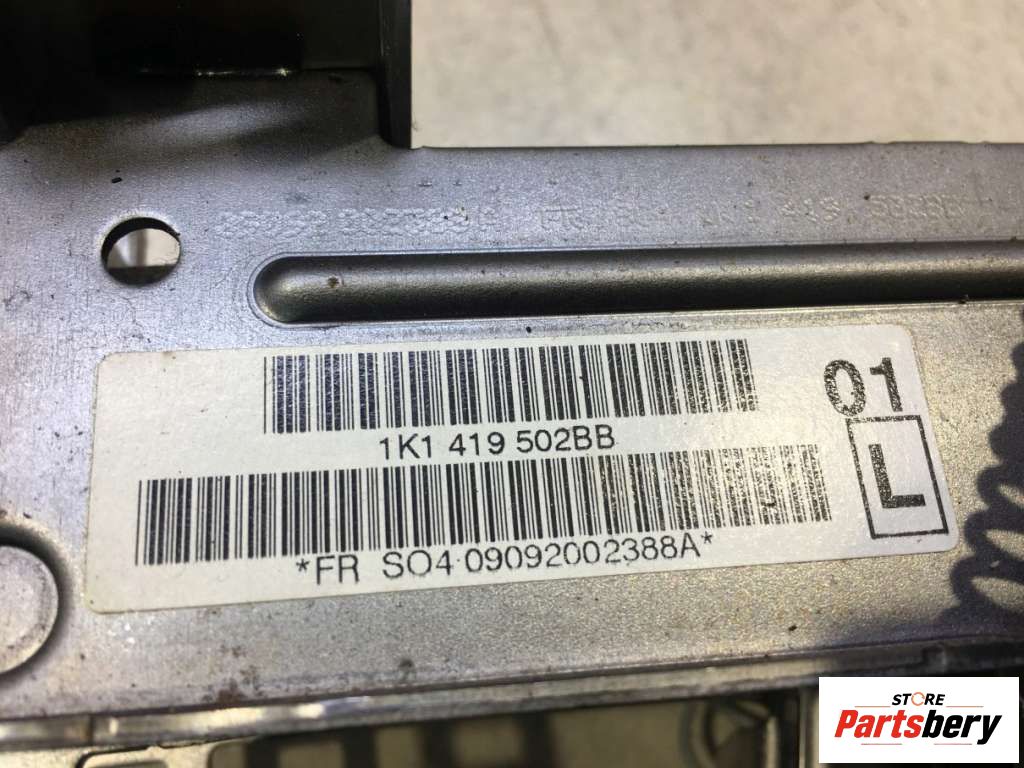 1K1 419 502BB
01
L
*FR SO4 09092002388A*
STORE
Partsbery